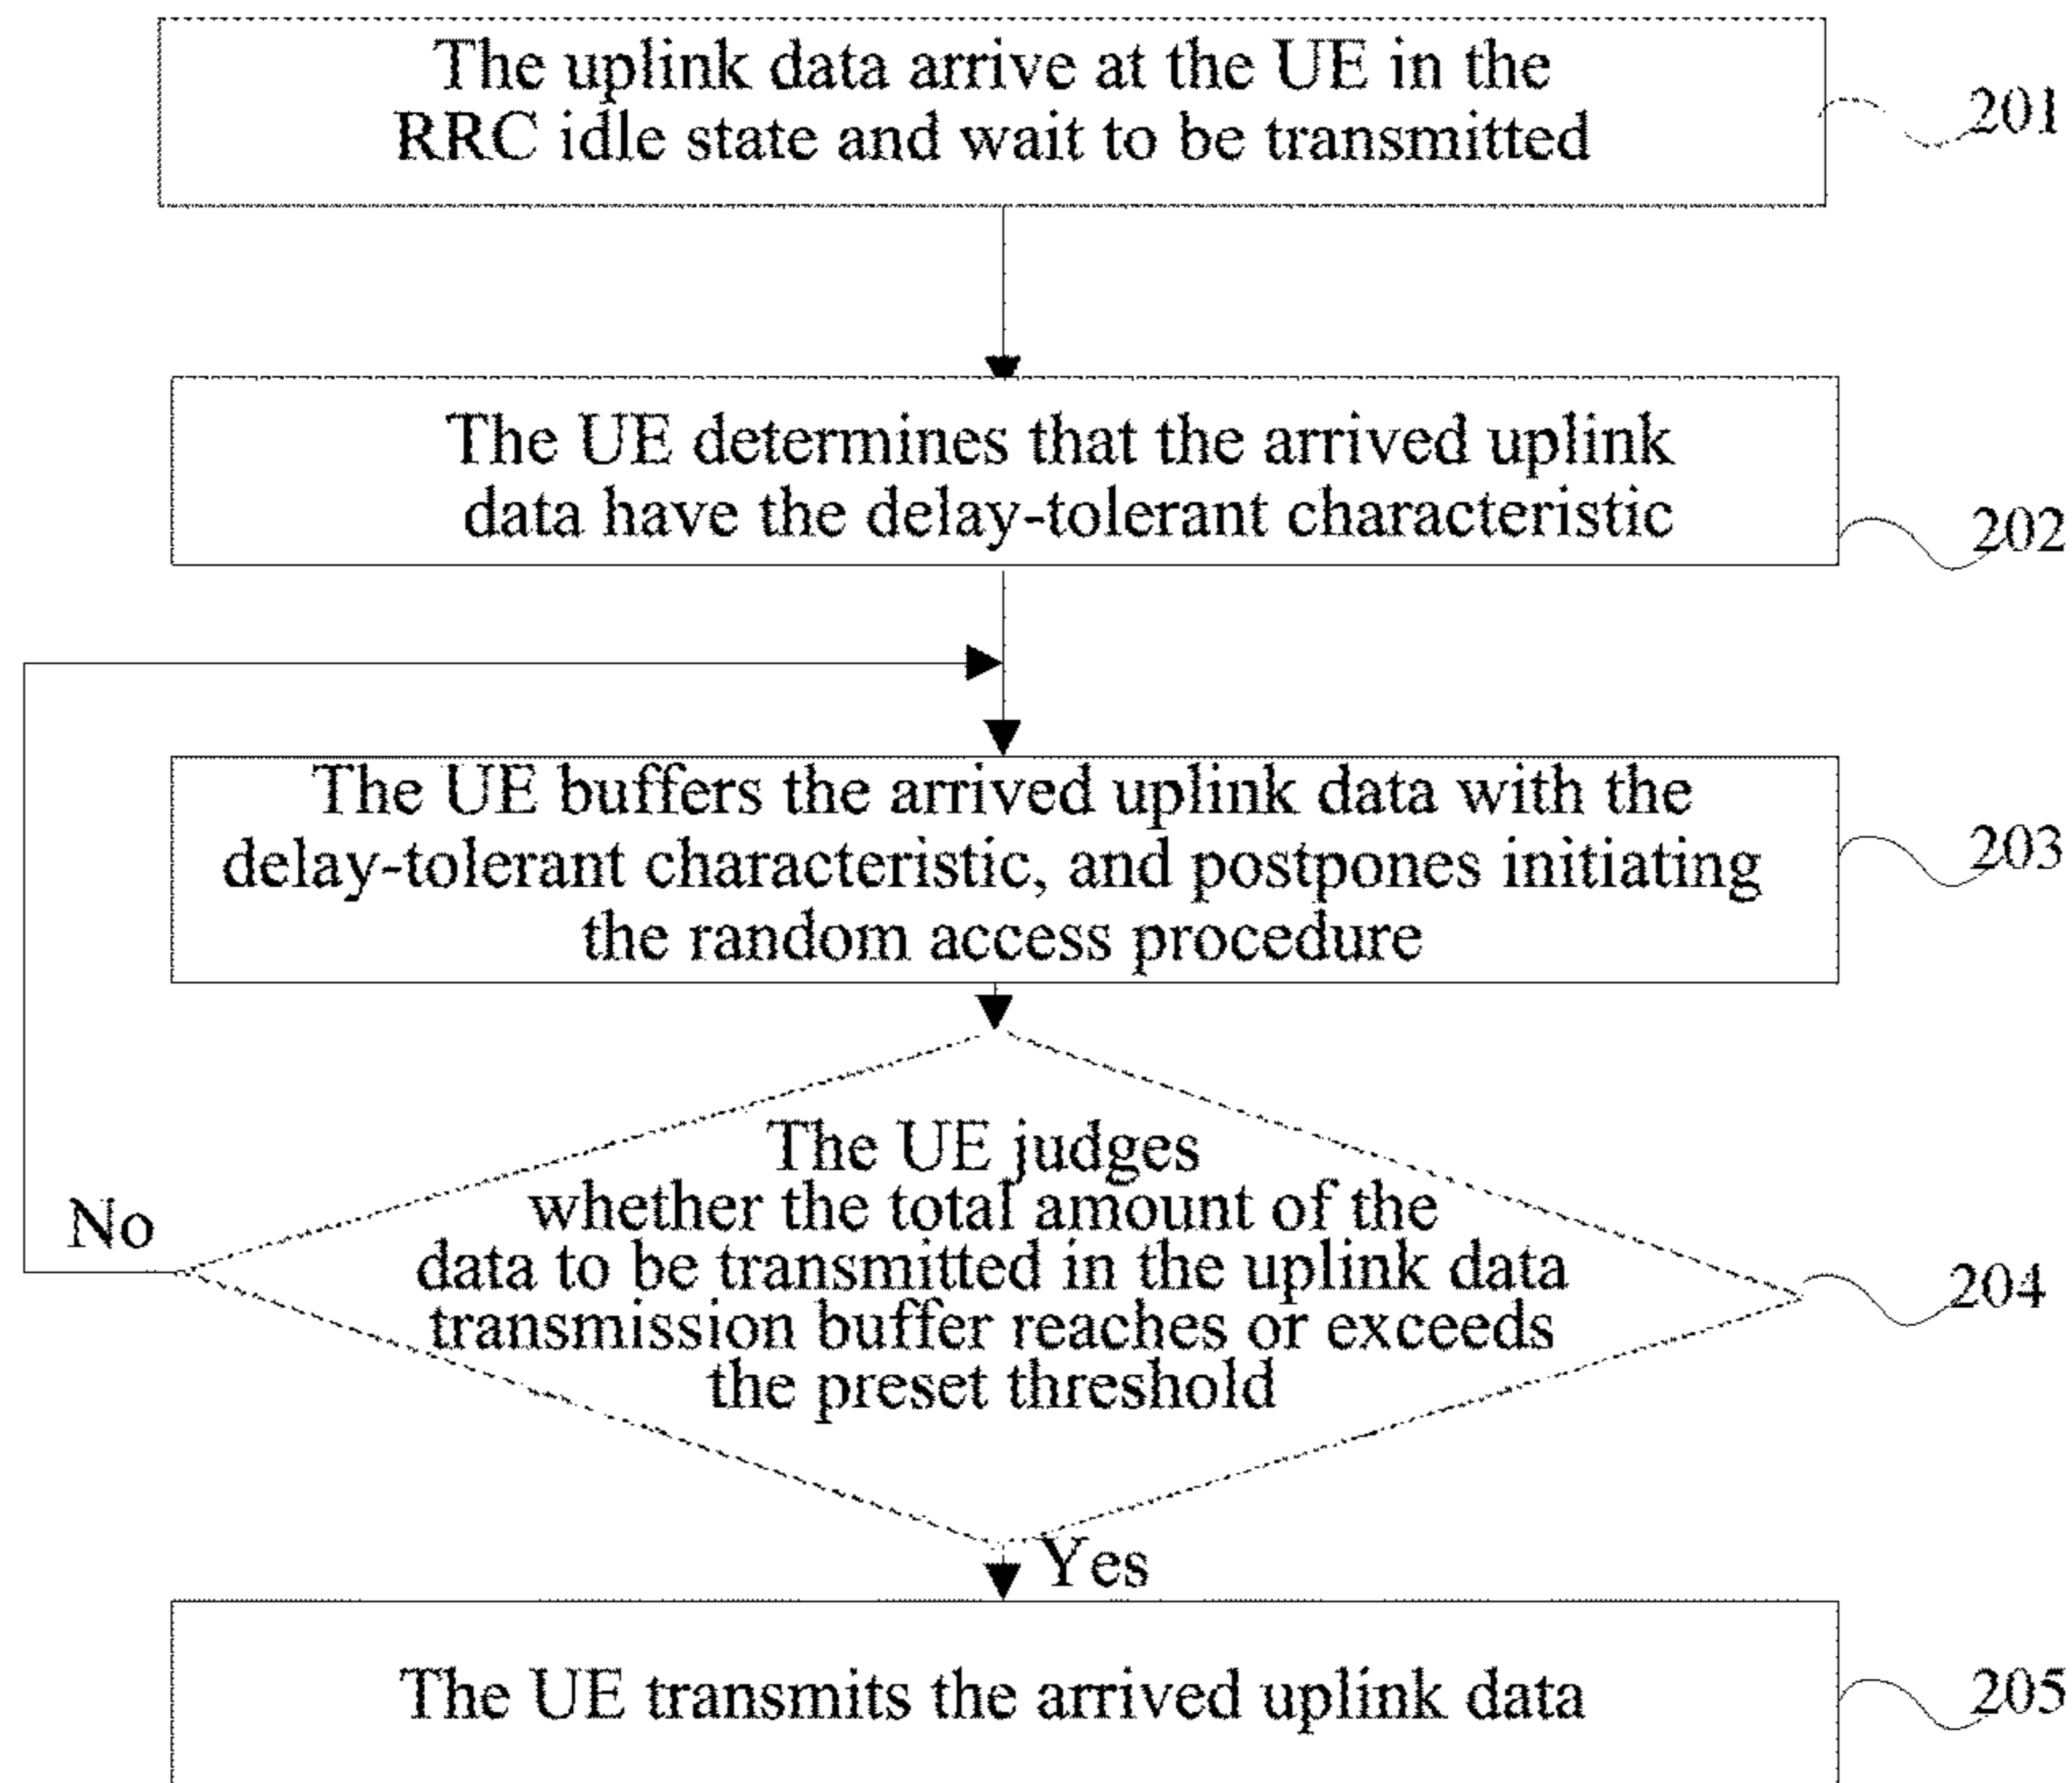 The uplink data arrive at the UE in the
RRC idle state and wait to be transmitted
201
The UE determines that the arrived uplink
data have the delay-tolerant characteristic
202
The UE buffers the arrived uplink data with the
delay-tolerant characteristic, and postpones initiating
the random access procedure
203
The UE judges
whether the total amount of the
data to be transmitted in the uplink data
transmission buffer reaches or exceeds
the preset threshold
No
204
Yes
The UE transmits the arrived uplink data
205